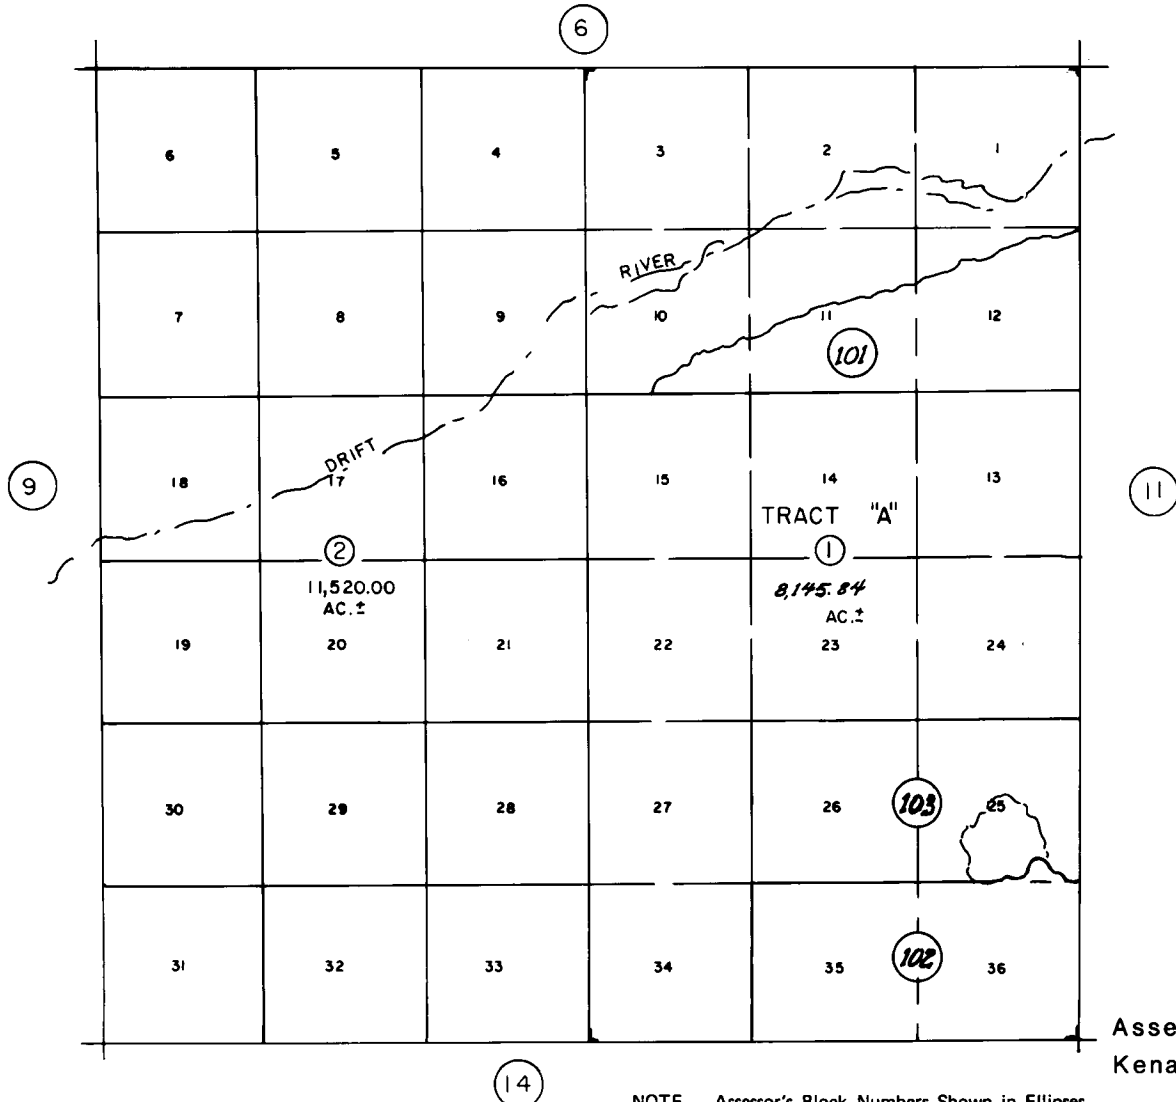 6
6 5 4 3 2 1
RIVER
7 8 9 10 11 12
101
DRIFT
9
18 17 16 15 14 13
11
TRACT "A"
2
1
11,520.00
AC.±
8,145.84
AC.±
19 20 21 22 23 24
30 29 28 27 26 103 25
31 32 33 34 35 102 36
Asse
Kena
14
NOTE Assessor's Block Numbers Shown in Ellipses